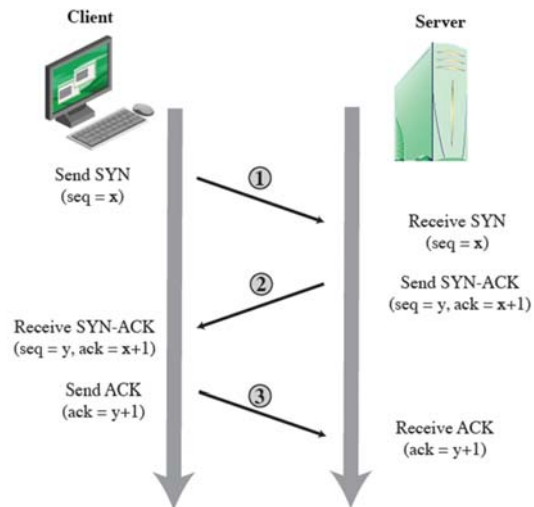 Client
Server
Send SYN
(seq = x)
1
Receive SYN
(seq = x)
2
Send SYN-ACK
(seq = y, ack = x+1)
Receive SYN-ACK
(seq = y, ack = x+1)
Send ACK
(ack = y+1)
3
Receive ACK
(ack = y+1)